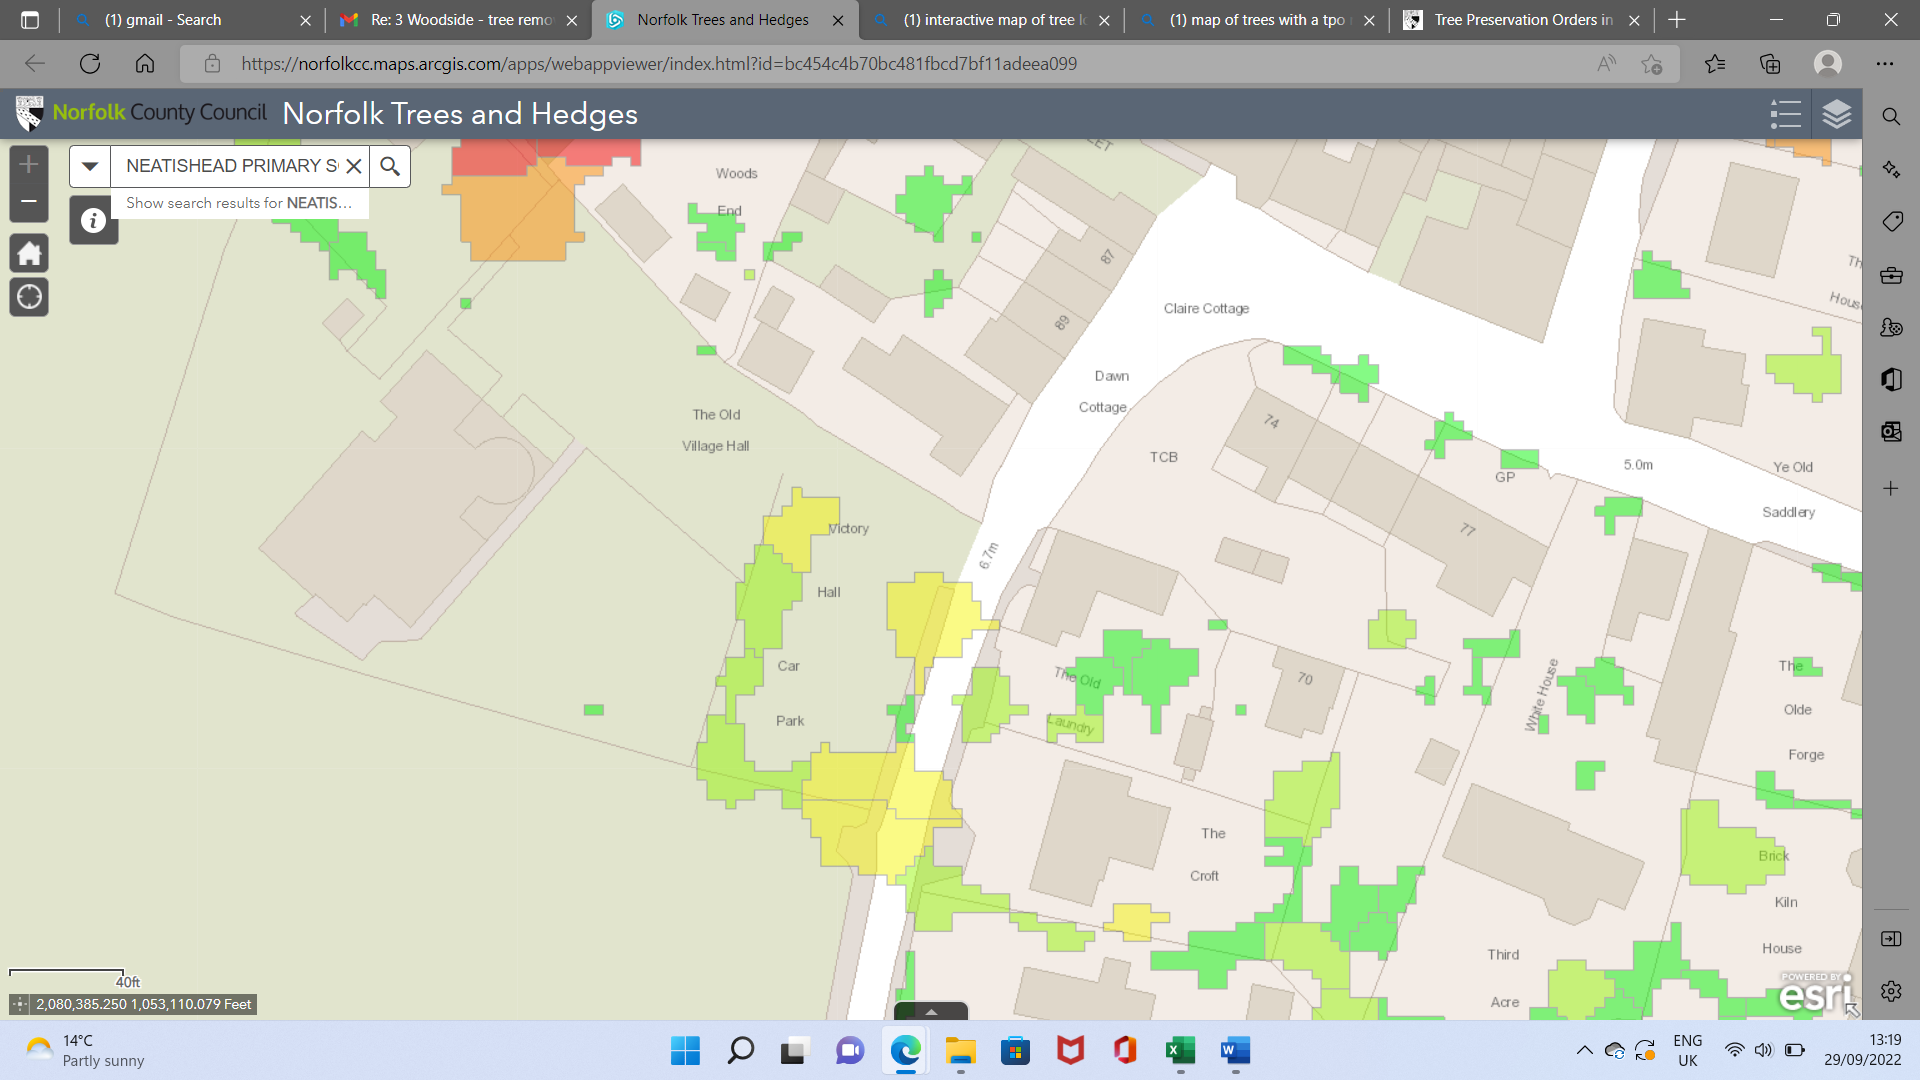 (1) gmail - Search
Re: 3 Woodside - tree remo
Norfolk Trees and Hedges
(1) interactive map of tree lo
(1) map of trees with a tpo
Tree Preservation Orders in
https://norfolkcc.maps.arcgis.com/apps/webappviewer/index.html?id=bc454c4b70bc481fbcd7bf11adeea099
Norfolk County Council
Norfolk Trees and Hedges
NEATISHEAD PRIMARY S
Show search results for NEATIS...
LET
Woods
End
87
89
Claire Cottage
Dawn
Cottage
The Old
Village Hall
TCB
74
GP
77
5.0m
Th
Hous
Ye Old
Saddlery
Victory
Hall
Car
Park
6.7m
The Old
Laundry
70
White House
The
Olde
Forge
The
Croft
Brick
Kiln
House
Third
Acre
40ft
2,080,385.250 1,053,110.079 Feet
POWERED BY
esri
14°C
Partly sunny
ENG
UK
13:19
29/09/2022